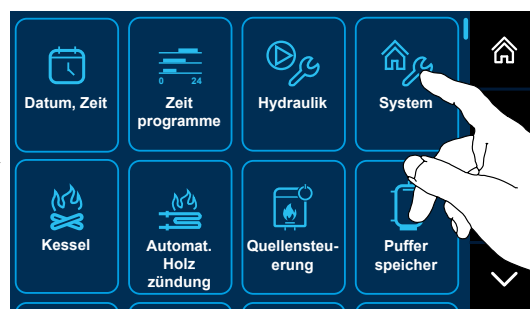 Datum, Zeit
0 24
Zeit
programme
Hydraulik
System
Kessel
Automat.
Holz
zündung
Quellensteu-
erung
Puffer
speicher